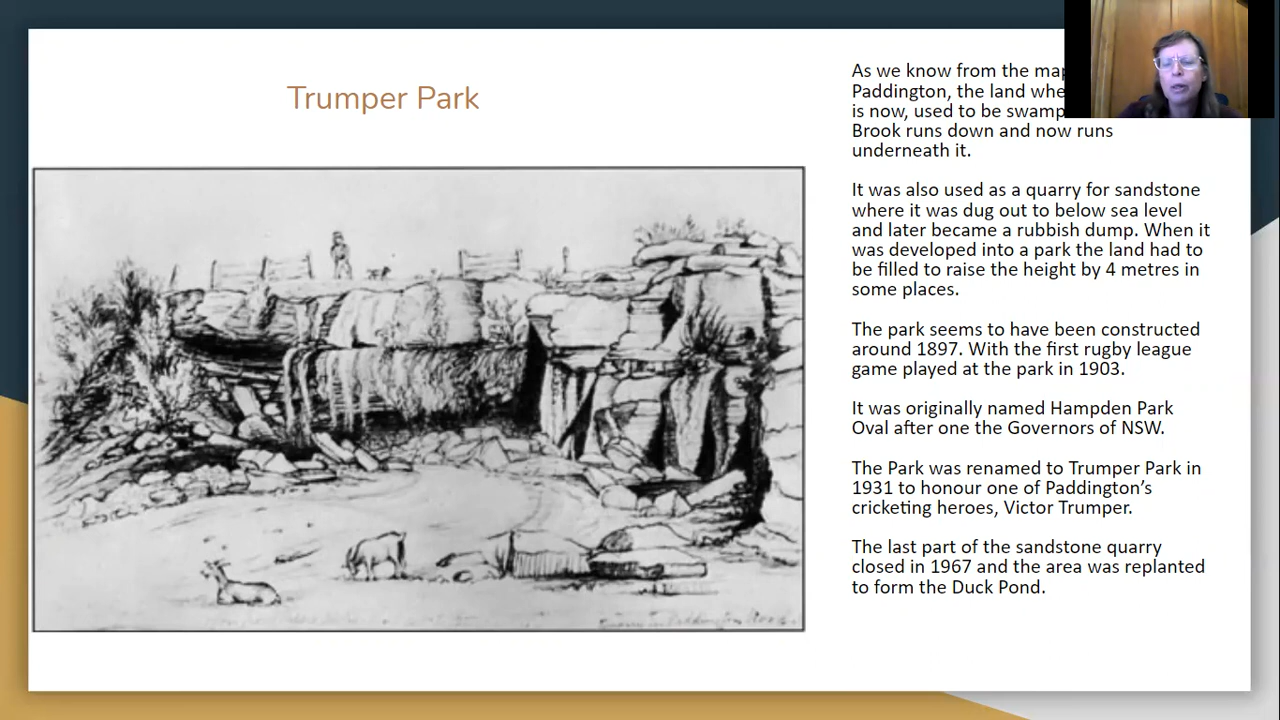 Trumper Park
As we know from the
Paddington, the land
is now, used to be
Brook runs down and now runs
underneath it.
It was also used as a quarry for sandstone
where it was dug out to below sea level
and later became a rubbish dump. When it
was developed into a park the land had to
be filled to raise the height by 4 metres in
some places.
The park seems to have been constructed
around 1897. With the first rugby league
game played at the park in 1903.
It was originally named Hampden Park
Oval after one the Governors of NSW.
The Park was renamed to Trumper Park in
1931 to honour one of Paddington’s
cricketing heroes, Victor Trumper.
The last part of the sandstone quarry
closed in 1967 and the area was replanted
to form the Duck Pond.